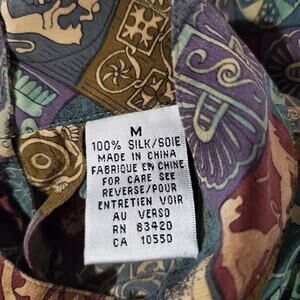 M
100% SILK/SOIE
MADE IN CHINA
FABRIQUE EN CHINE
FOR CARE SEE
REVERSE/POUR
ENTRETIEN VOIR
AU VERSO
RN 83420
CA 10550